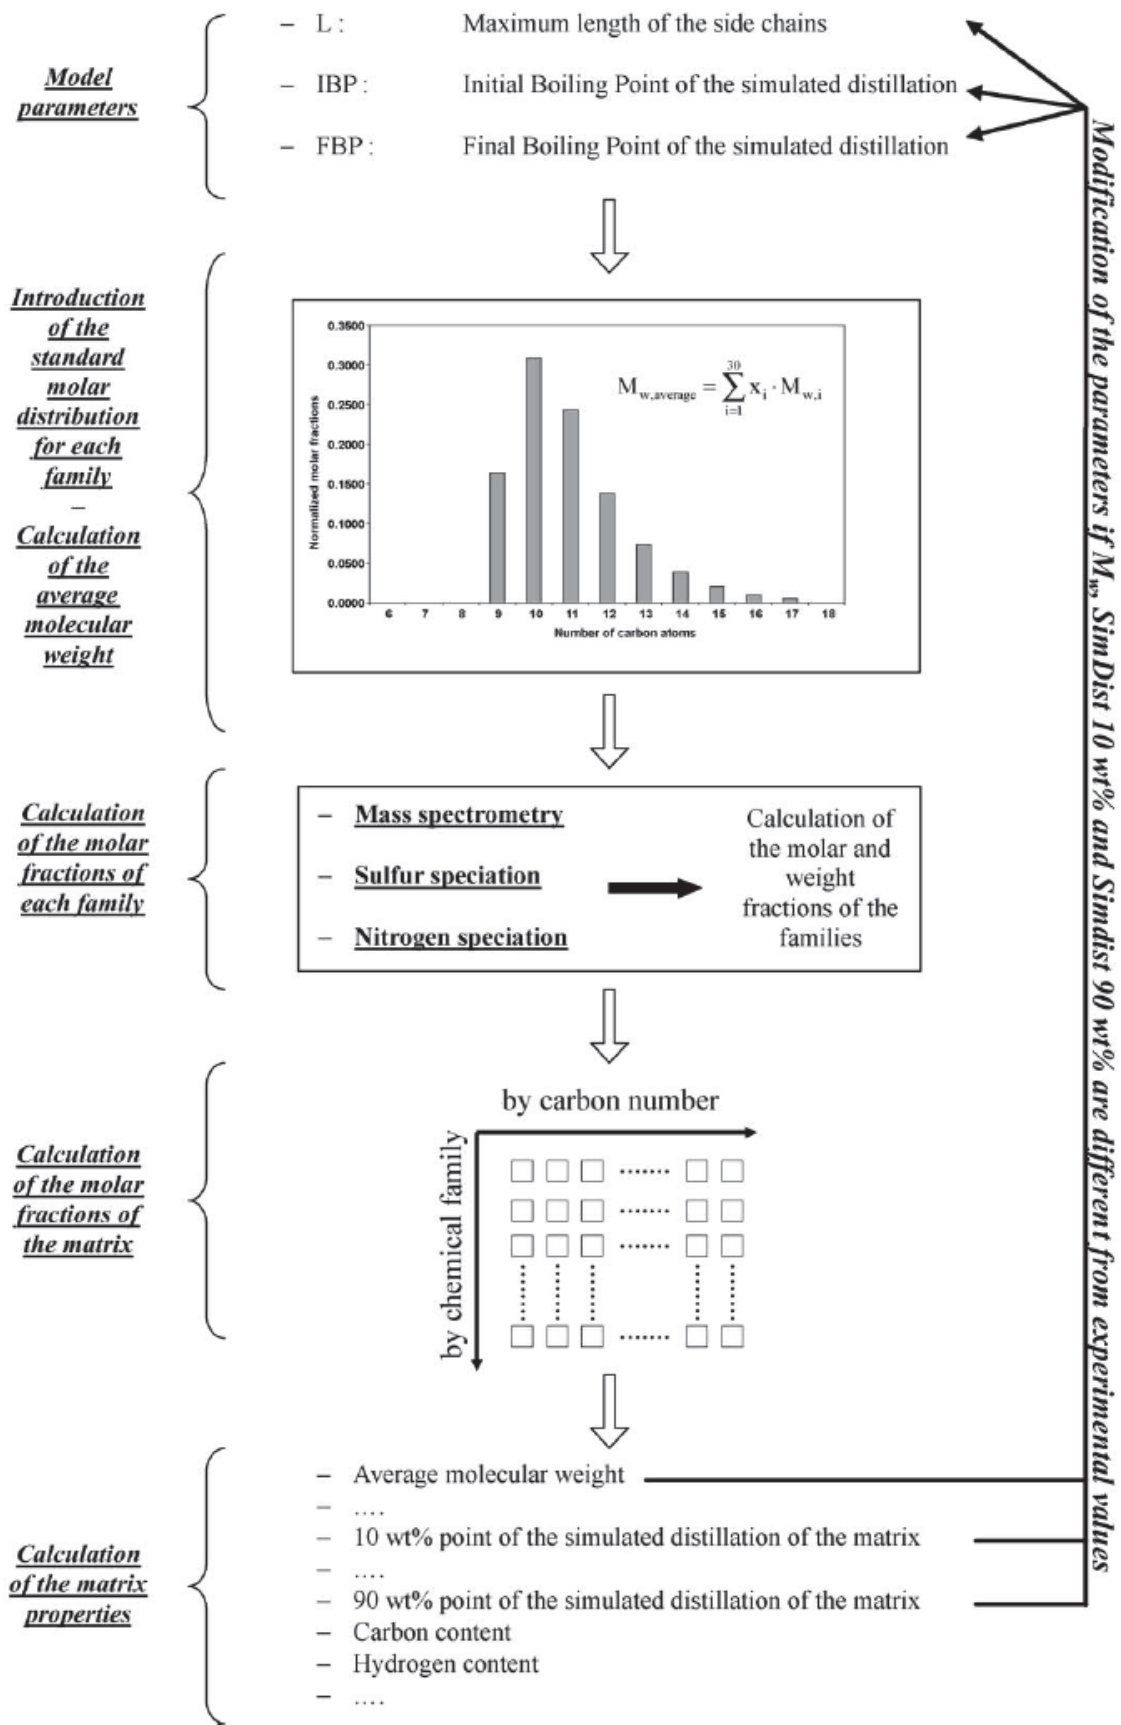 – L : Maximum length of the side chains
– IBP : Initial Boiling Point of the simulated distillation
– FBP : Final Boiling Point of the simulated distillation
Model
parameters
Introduction
of the
standard
molar
distribution
for each
family
–
Calculation
of the
average
molecular
weight
Normalized molar fractions
0.3500
0.3000
0.2500
0.2000
0.1500
0.1000
0.0500
0.0000
6 7 8 9 10 11 12 13 14 15 16 17 18
Number of carbon atoms
M_{w,average} = \sum_{i=1}^{30} x_i · M_{w,i}
Calculation
of the molar
fractions of
each family
– Mass spectrometry
– Sulfur speciation
– Nitrogen speciation
Calculation of
the molar and
weight
fractions of the
families
Calculation
of the molar
fractions of
the matrix
by carbon number
by chemical family
Calculation
of the matrix
properties
– Average molecular weight
– ....
– 10 wt% point of the simulated distillation of the matrix
– ....
– 90 wt% point of the simulated distillation of the matrix
– Carbon content
– Hydrogen content
– ....
Modification of the parameters if M_w, SimDist 10 wt% and Simdist 90 wt% are different from experimental values